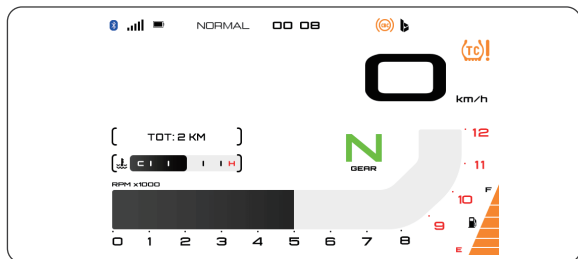 NORMAL 00 08
(TC)!
0
km/h
[ TOT: 2 KM ]
C H
N
GEAR
RPM x1000
12
11
10
9
0 1 2 3 4 5 6 7 8
F
E